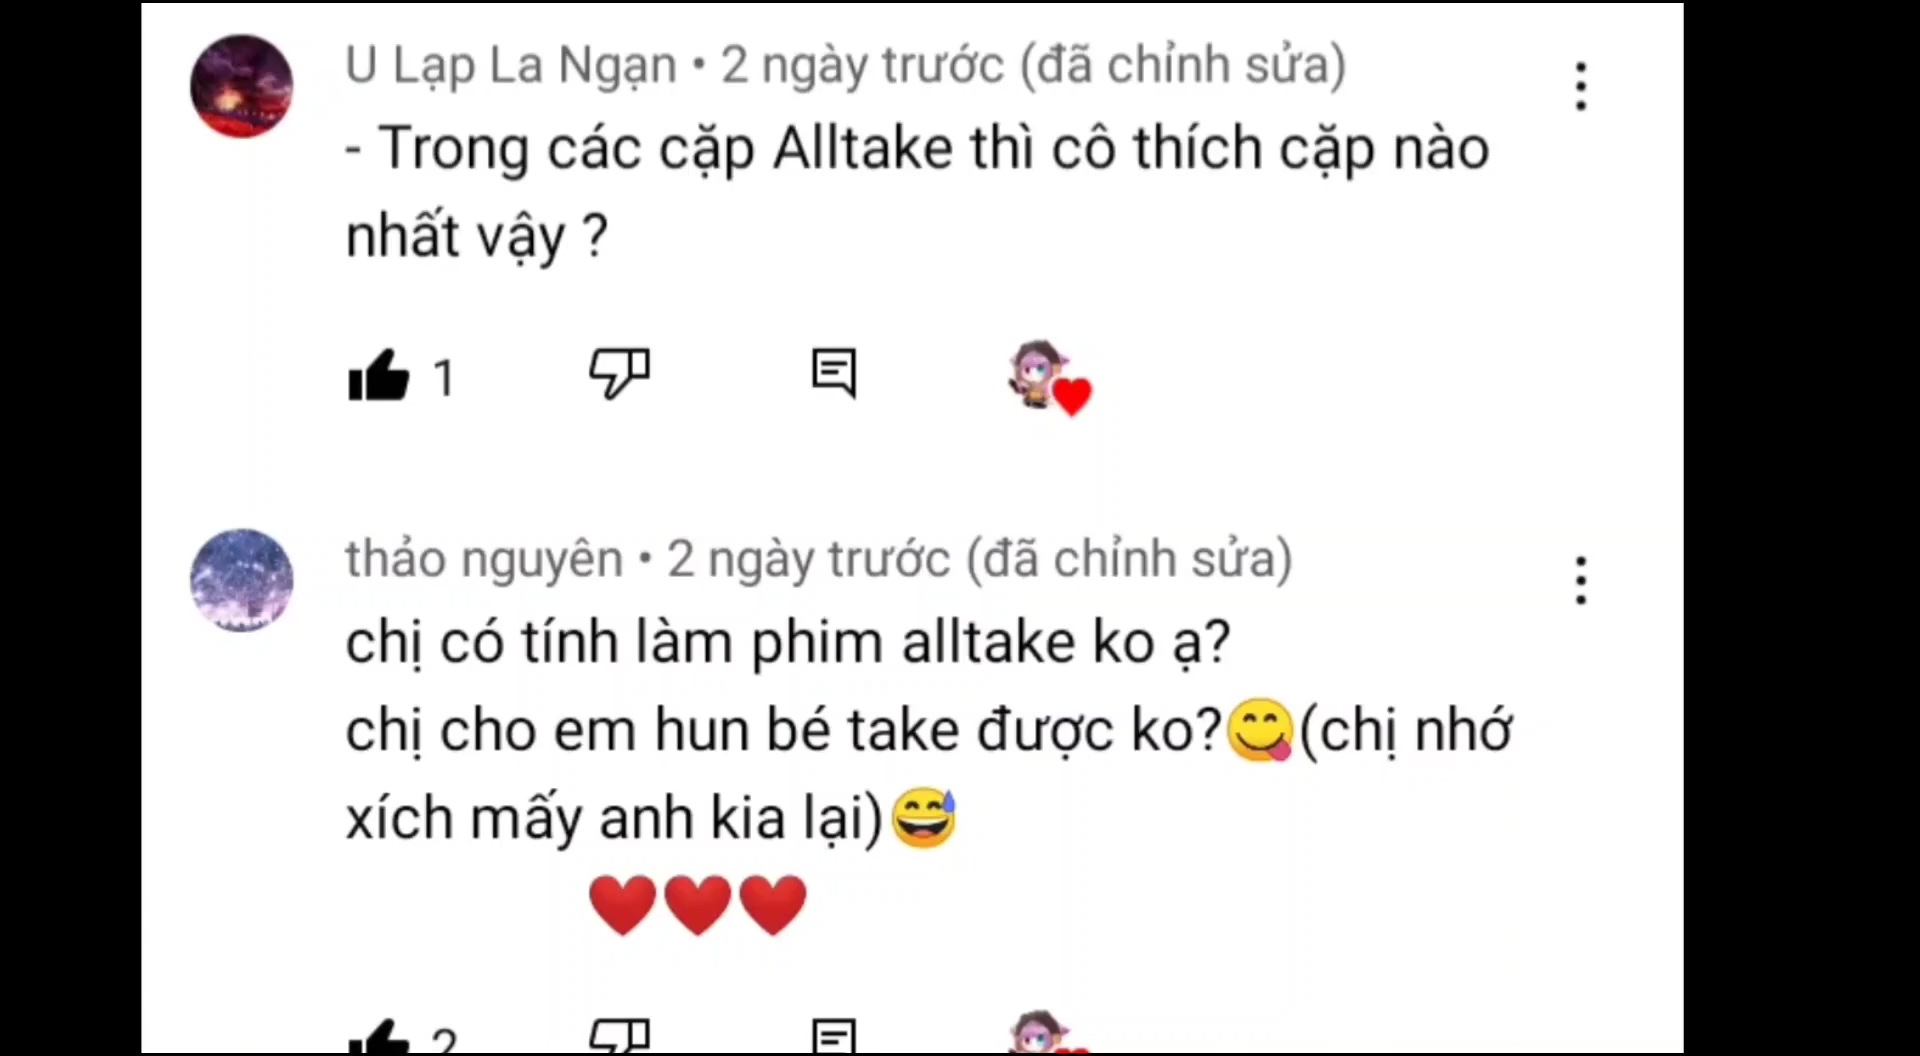 U Lạp La Ngạn • 2 ngày trước (đã chỉnh sửa)
- Trong các cặp Alltake thì cô thích cặp nào
nhất vậy ?
1
thảo nguyên • 2 ngày trước (đã chỉnh sửa)
chị có tính làm phim alltake ko ạ?
chị cho em hun bé take được ko?😋(chị nhớ
xích mấy anh kia lại)😅
❤️❤️❤️
2